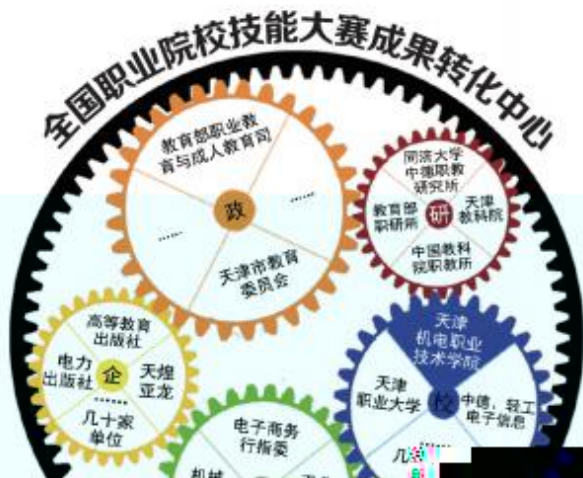 全国职业院校技能大赛成果转化中心
教育部职业教
育与成人教育司
政
……
……
天津市教育
委员会
同济大学
中德职教
研究所
教育部
职研所
研
天津
教科院
中国教科
院职教所
高等教育
出版社
电力
出版社
企
天煌
亚龙
……
几十家
单位
天津
机电职业
技术学院
天津
职业大学
校
中德，轻工
电子信息
……
电子商务
行指委
机械